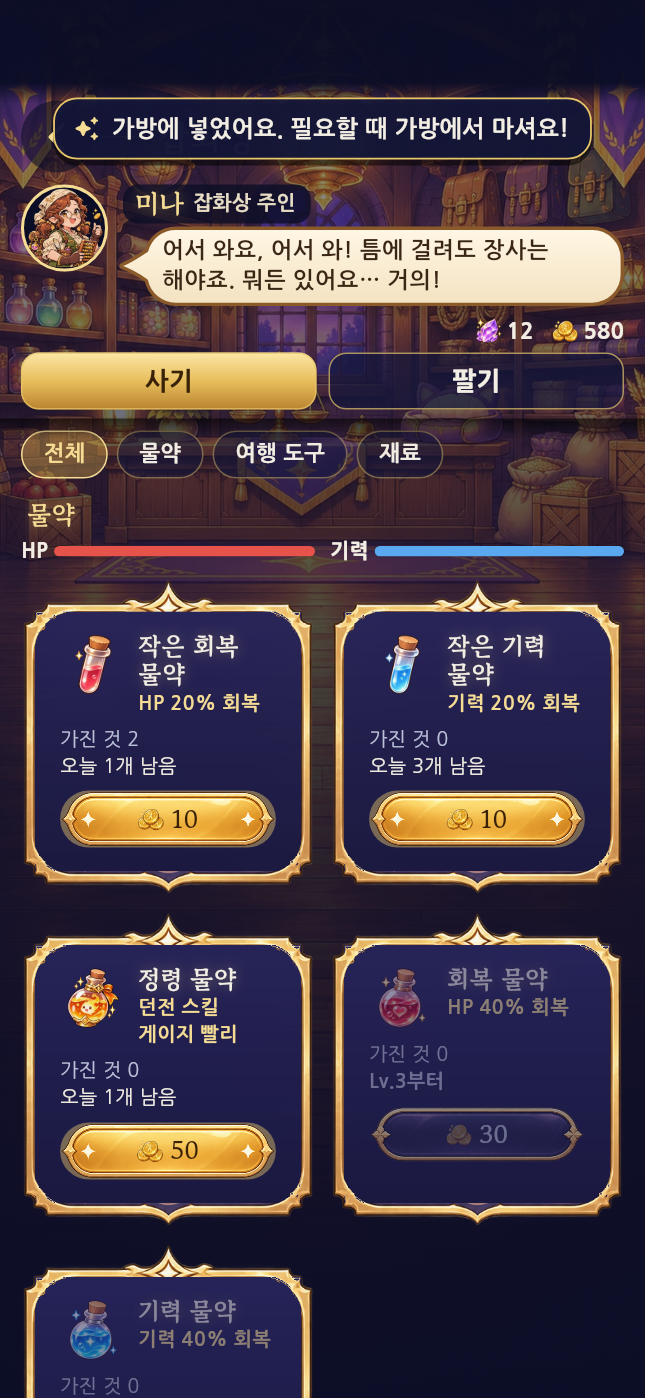 가방에 넣었어요. 필요할 때 가방에서 마셔요!
미나 잡화상 주인
어서 와요, 어서 와! 틈에 걸려도 장사는
해야죠. 뭐든 있어요… 거의!
12 580
사기 팔기
전체 물약 여행 도구 재료
물약
HP 기력
작은 회복
물약
HP 20% 회복
가진 것 2
오늘 1개 남음
10
작은 기력
물약
기력 20% 회복
가진 것 0
오늘 3개 남음
10
정령 물약
던전 스킬
게이지 빨리
가진 것 0
오늘 1개 남음
50
회복 물약
HP 40% 회복
가진 것 0
Lv.3부터
30
기력 물약
기력 40% 회복
가진 것 0